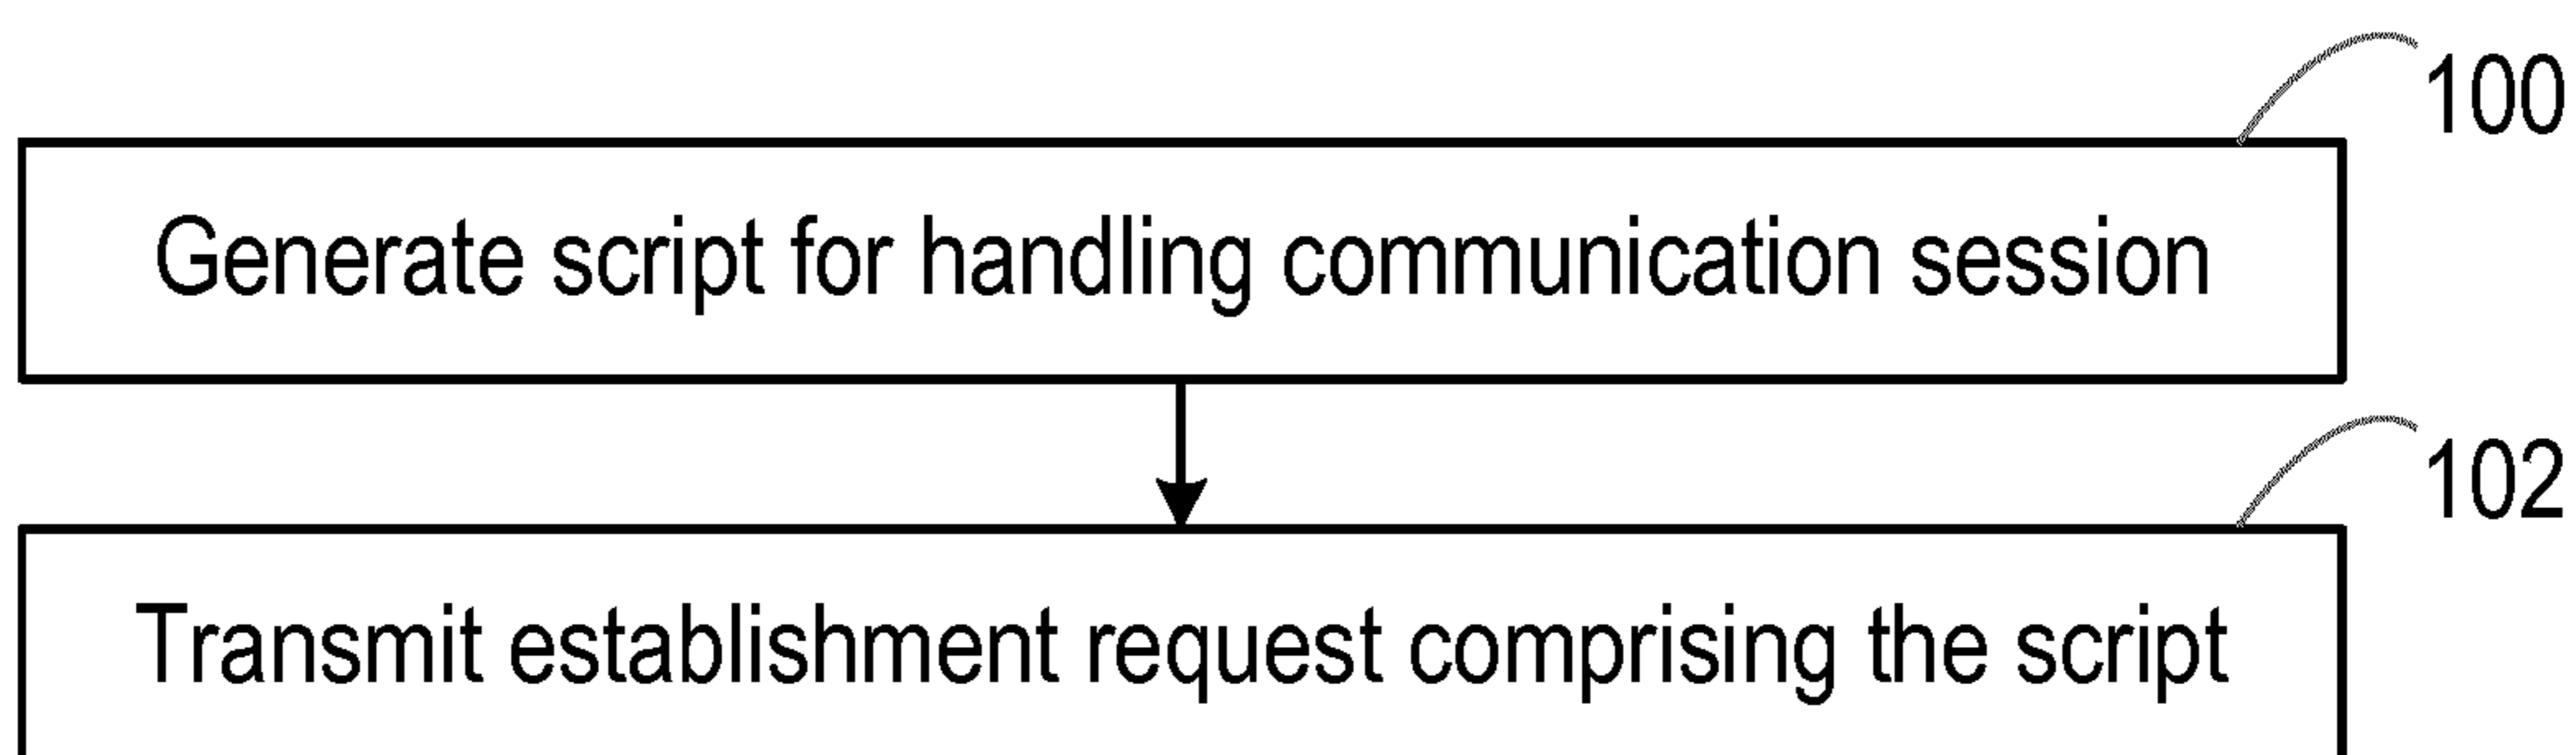 100
Generate script for handling communication session
102
Transmit establishment request comprising the script